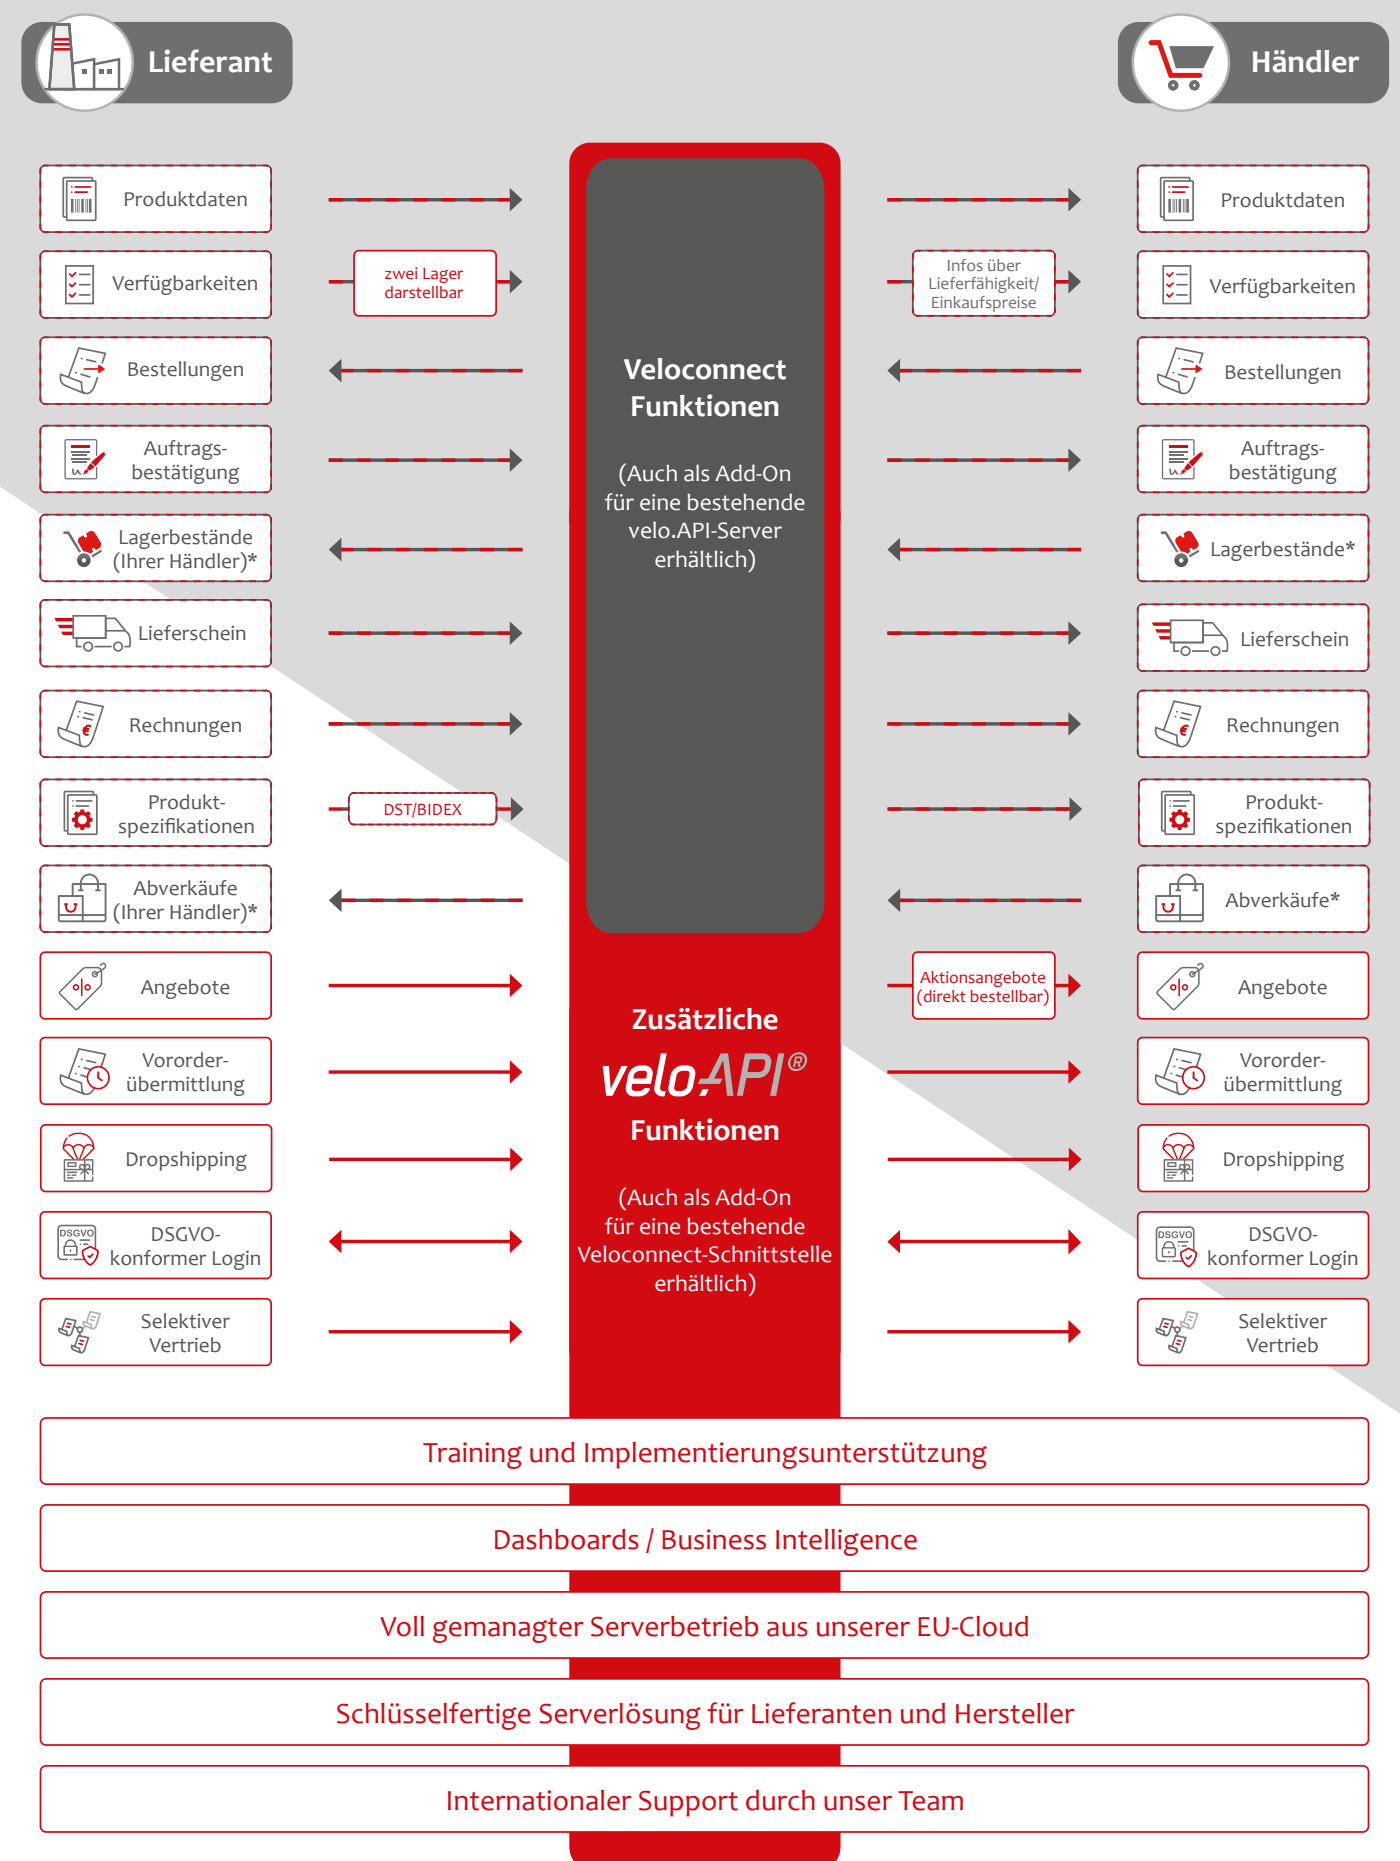 Lieferant
Händler
Produktdaten
Produktdaten
Verfügbarkeiten
zwei Lager
darstellbar
Infos über
Lieferfähigkeit/
Einkaufspreise
Verfügbarkeiten
Bestellungen
Bestellungen
Auftrags-
bestätigung
Auftrags-
bestätigung
Lagerbestände
(Ihrer Händler)*
Lagerbestände*
Lieferschein
Lieferschein
Rechnungen
Rechnungen
Produkt-
spezifikationen
DST/BIDEX
Produkt-
spezifikationen
Abverkäufe
(Ihrer Händler)*
Abverkäufe*
Veloconnect
Funktionen
(Auch als Add-On
für eine bestehende
velo.API-Server
erhältlich)
Angebote
Aktionsangebote
(direkt bestellbar)
Angebote
Vororder-
übermittlung
Vororder-
übermittlung
Dropshipping
Dropshipping
DSGVO
DSGVO-
konformer Login
DSGVO
DSGVO-
konformer Login
Selektiver
Vertrieb
Selektiver
Vertrieb
Zusätzliche
velo.API®
Funktionen
(Auch als Add-On
für eine bestehende
Veloconnect-Schnittstelle
erhältlich)
Training und Implementierungsunterstützung
Dashboards / Business Intelligence
Voll gemanagter Serverbetrieb aus unserer EU-Cloud
Schlüsselfertige Serverlösung für Lieferanten und Hersteller
Internationaler Support durch unser Team